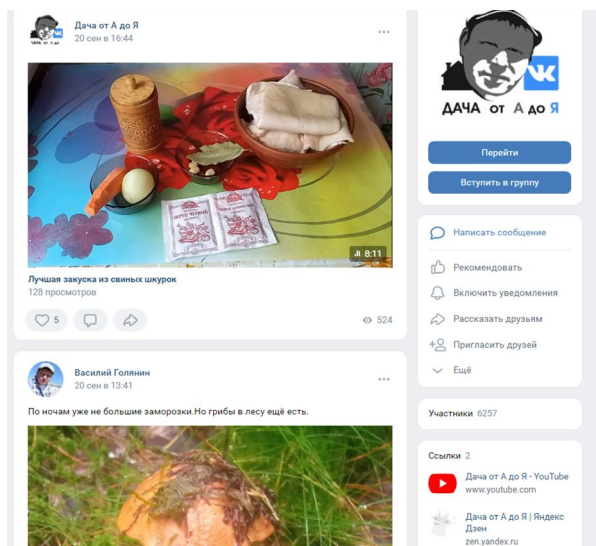 Дача от А до Я
20 сен в 16:44
ПЕРЕЦ ЧЕРНЫЙ
8:11
Лучшая закуска из свиных шкурок
128 просмотров
5
524
Василий Голянин
20 сен в 13:41
По ночам уже не большие заморозки.Но грибы в лесу ещё есть.
ДАЧА от А до Я
Перейти
Вступить в группу
Написать сообщение
Рекомендовать
Включить уведомления
Рассказать друзьям
Пригласить друзей
Ещё
Участники 6257
Ссылки 2
Дача от А до Я - YouTube
www.youtube.com
Дача от А до Я | Яндекс
Дзен
zen.yandex.ru